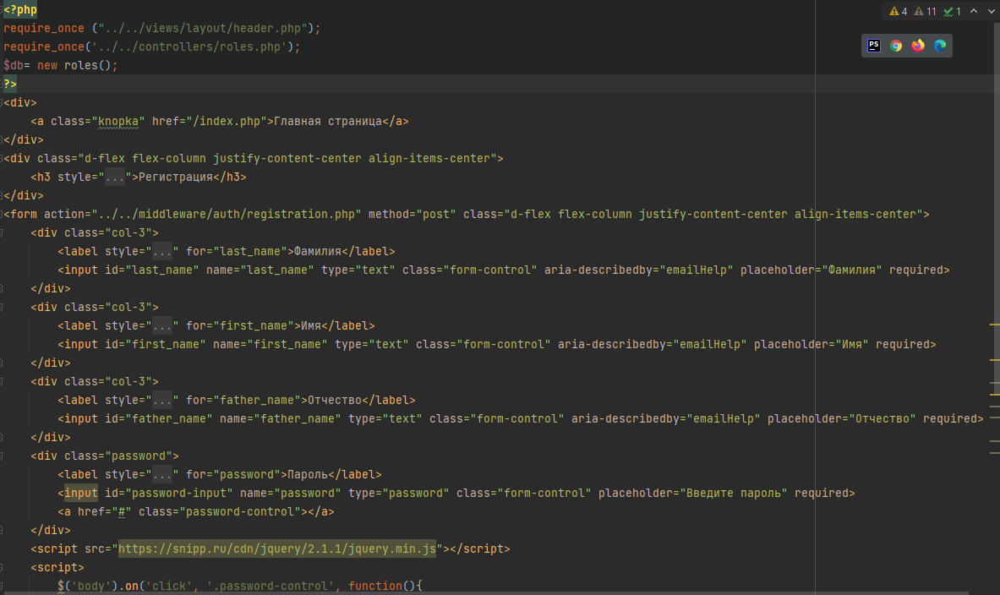 <?php
4 11 1
require_once ("../../views/layout/header.php");
require_once('../../controllers/roles.php');
PS
$db= new roles();
?>
<div>
    <a class="knopka" href="/index.php">Главная страница</a>
</div>
<div class="d-flex flex-column justify-content-center align-items-center">
    <h3 style="...">Регистрация</h3>
</div>
<form action="../../middleware/auth/registration.php" method="post" class="d-flex flex-column justify-content-center align-items-center">
    <div class="col-3">
        <label style="..." for="last_name">Фамилия</label>
        <input id="last_name" name="last_name" type="text" class="form-control" aria-describedby="emailHelp" placeholder="Фамилия" required>
    </div>
    <div class="col-3">
        <label style="..." for="first_name">Имя</label>
        <input id="first_name" name="first_name" type="text" class="form-control" aria-describedby="emailHelp" placeholder="Имя" required>
    </div>
    <div class="col-3">
        <label style="..." for="father_name">Отчество</label>
        <input id="father_name" name="father_name" type="text" class="form-control" aria-describedby="emailHelp" placeholder="Отчество" required>
    </div>
    <div class="password">
        <label style="..." for="password">Пароль</label>
        <input id="password-input" name="password" type="password" class="form-control" placeholder="Введите пароль" required>
        <a href="#" class="password-control"></a>
    </div>
    <script src="https://snipp.ru/cdn/jquery/2.1.1/jquery.min.js"></script>
    <script>
        $('body').on('click', '.password-control', function(){